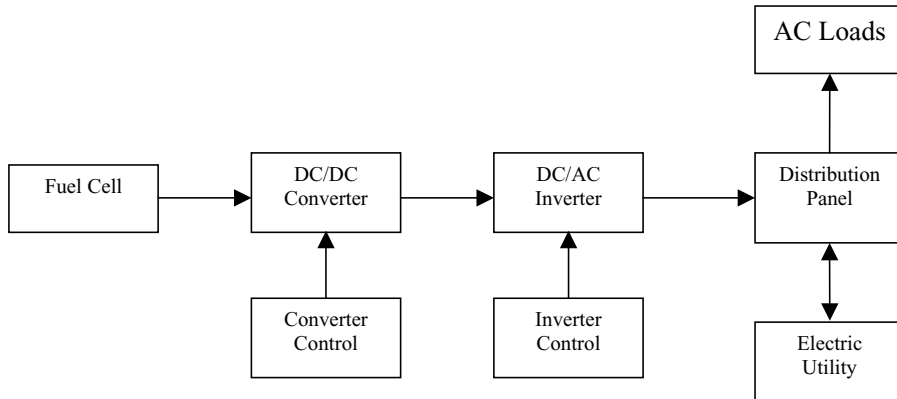 AC Loads
Fuel Cell
DC/DC
Converter
DC/AC
Inverter
Distribution
Panel
Converter
Control
Inverter
Control
Electric
Utility